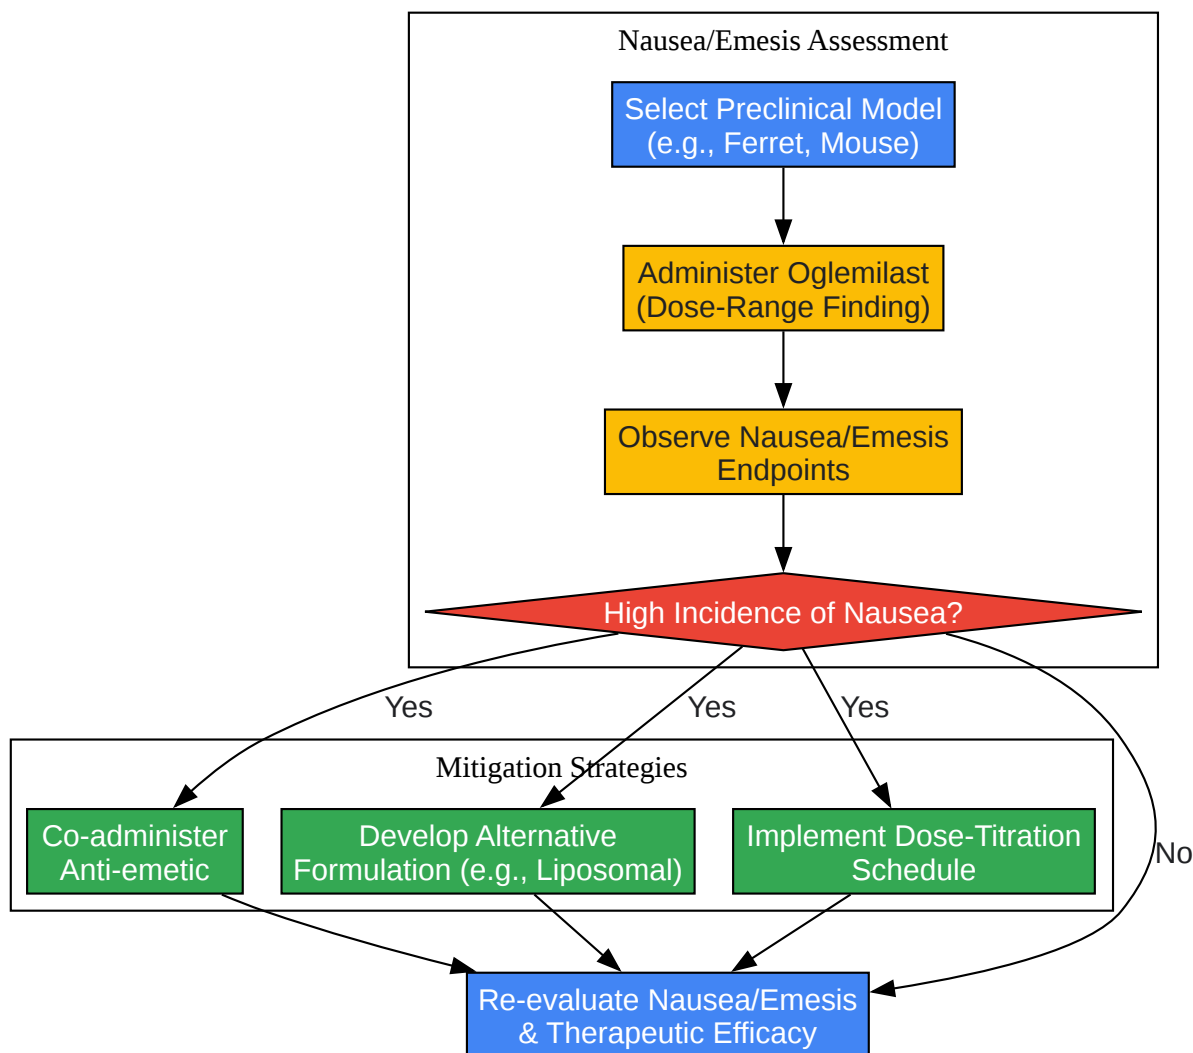 Nausea/Emesis Assessment
Select Preclinical Model
(e.g., Ferret, Mouse)
Administer Oglemilast
(Dose-Range Finding)
Observe Nausea/Emesis
Endpoints
High Incidence of Nausea?
Yes
Yes
Yes
Mitigation Strategies
Co-administer
Anti-emetic
Develop Alternative
Formulation (e.g., Liposomal)
Implement Dose-Titration
Schedule
No
Re-evaluate Nausea/Emesis
& Therapeutic Efficacy